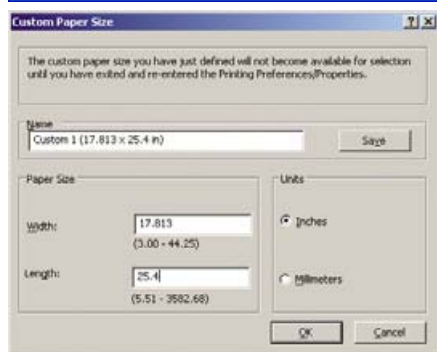 Custom Paper Size
The custom paper size you have just defined will not become available for selection
until you have exited and re-entered the Printing Preferences/Properties.
Name
Custom 1 (17.813 x 25.4 in)
Save
Paper Size
Width:
17.813
(3.00 - 44.25)
Length:
25.4
(5.51 - 3582.68)
Units
Inches
Millimeters
OK
Cancel